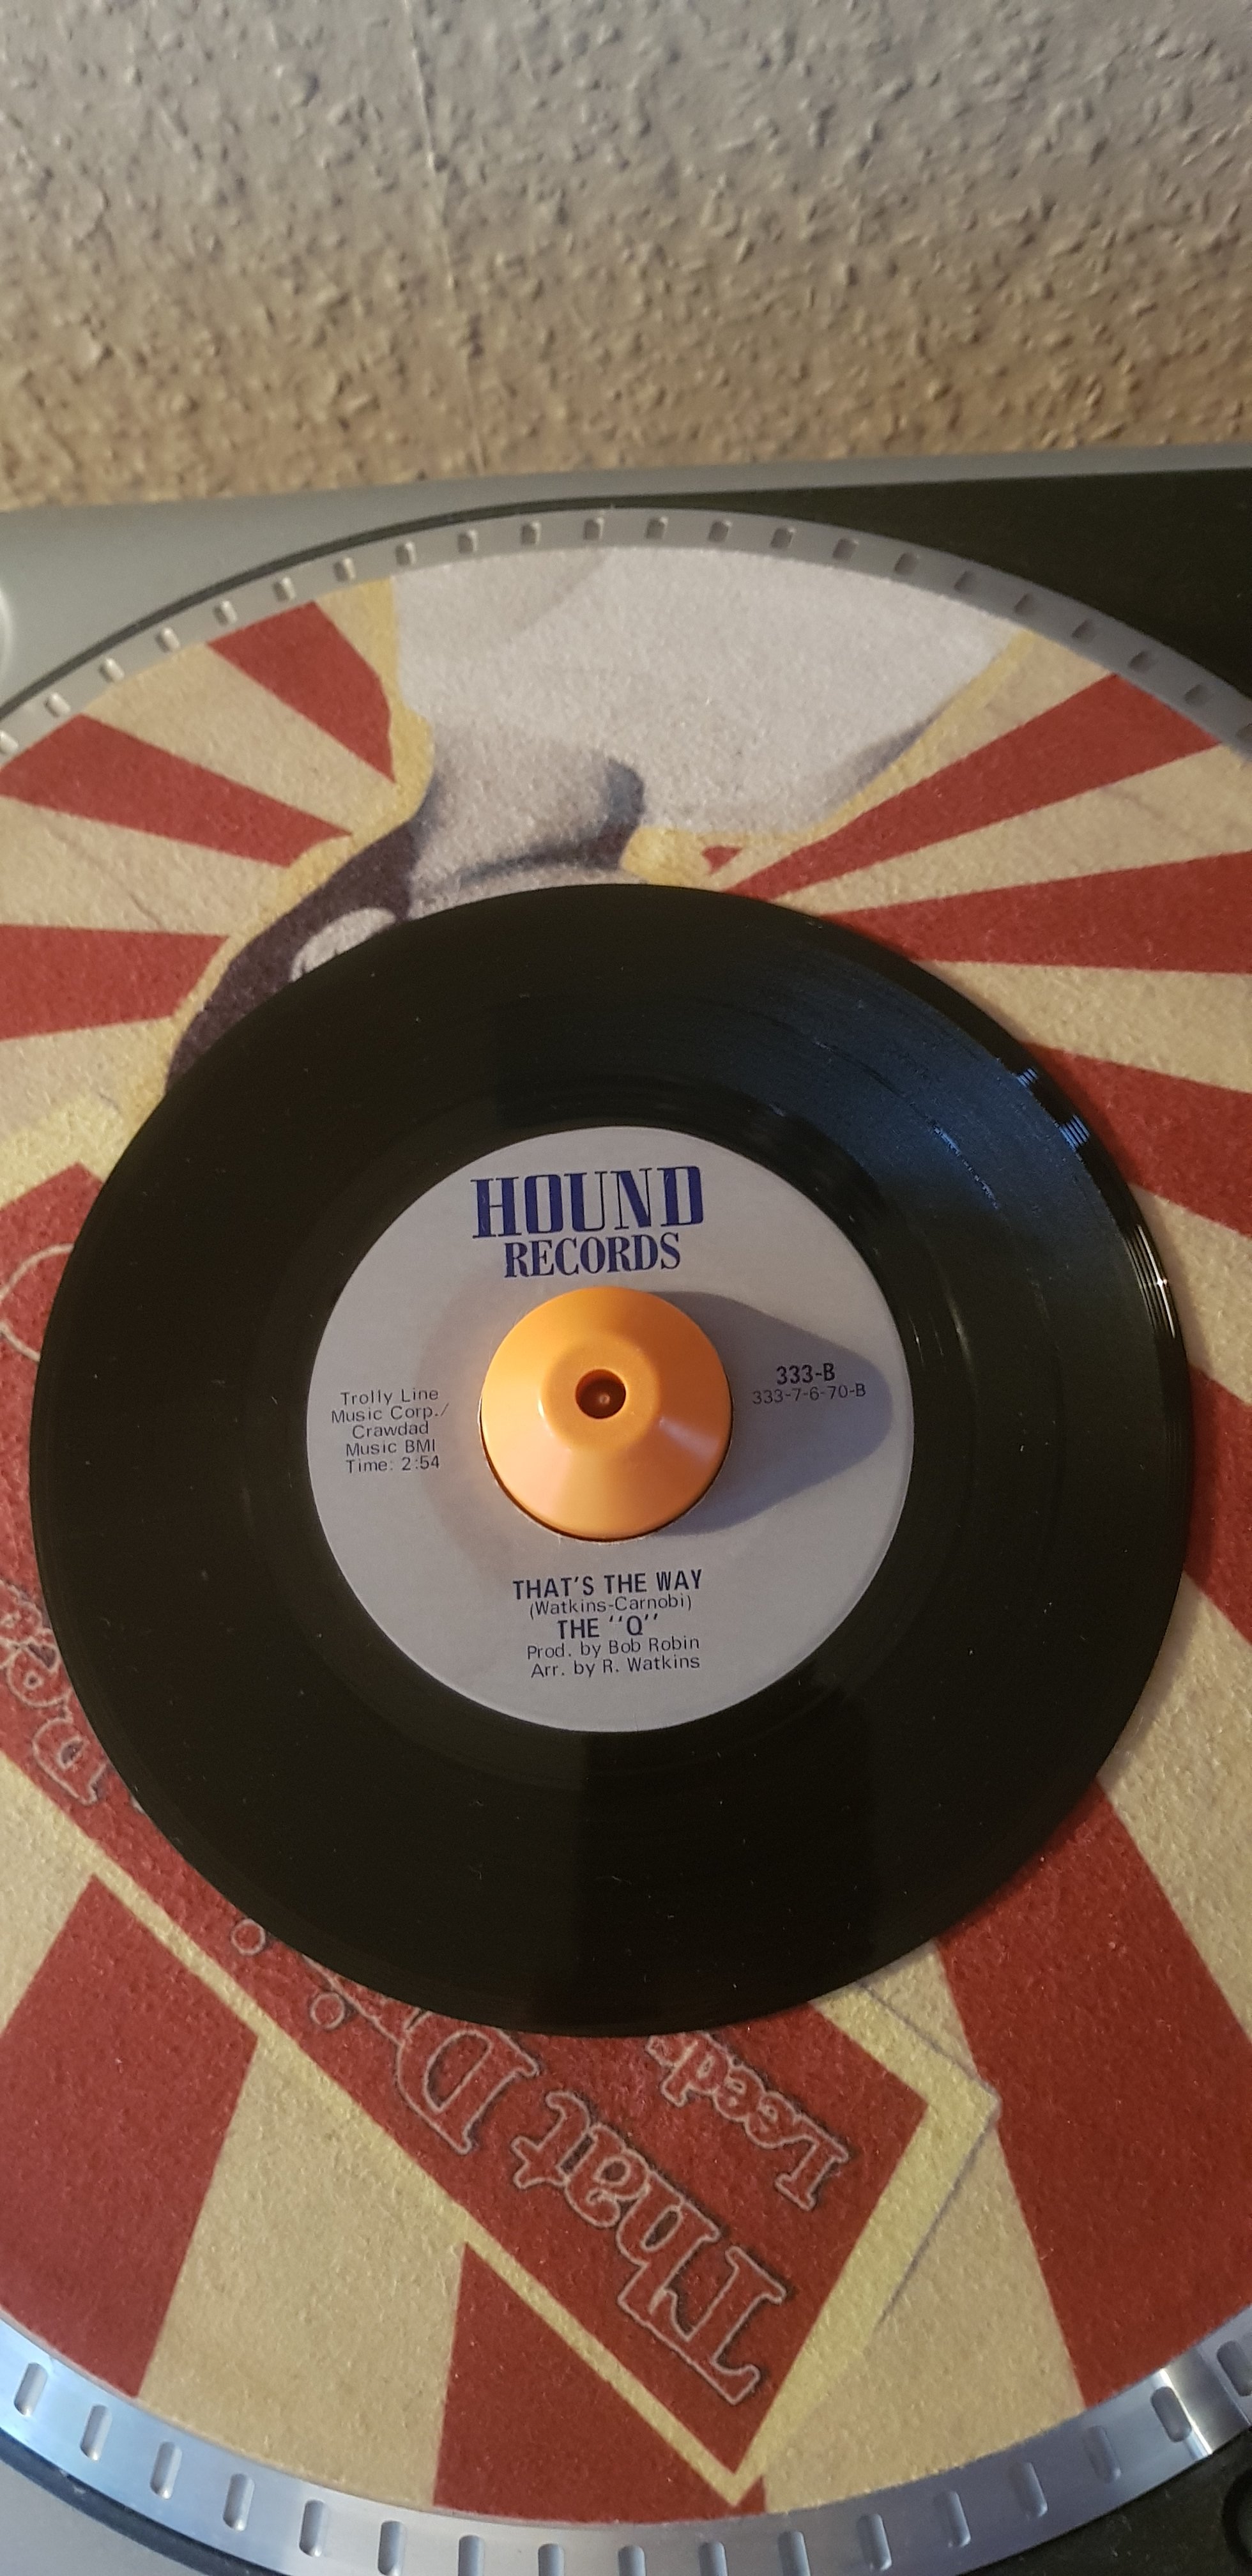 HOUND
RECORDS
Trolly Line
Music Corp./
Crawdad
Music BMI
Time: 2:54
333-B
333-7-6-70-B
THAT'S THE WAY
(Watkins-Carnobi)
THE "Q"
Prod. by Bob Robin
Arr. by R. Watkins
That D
Leed